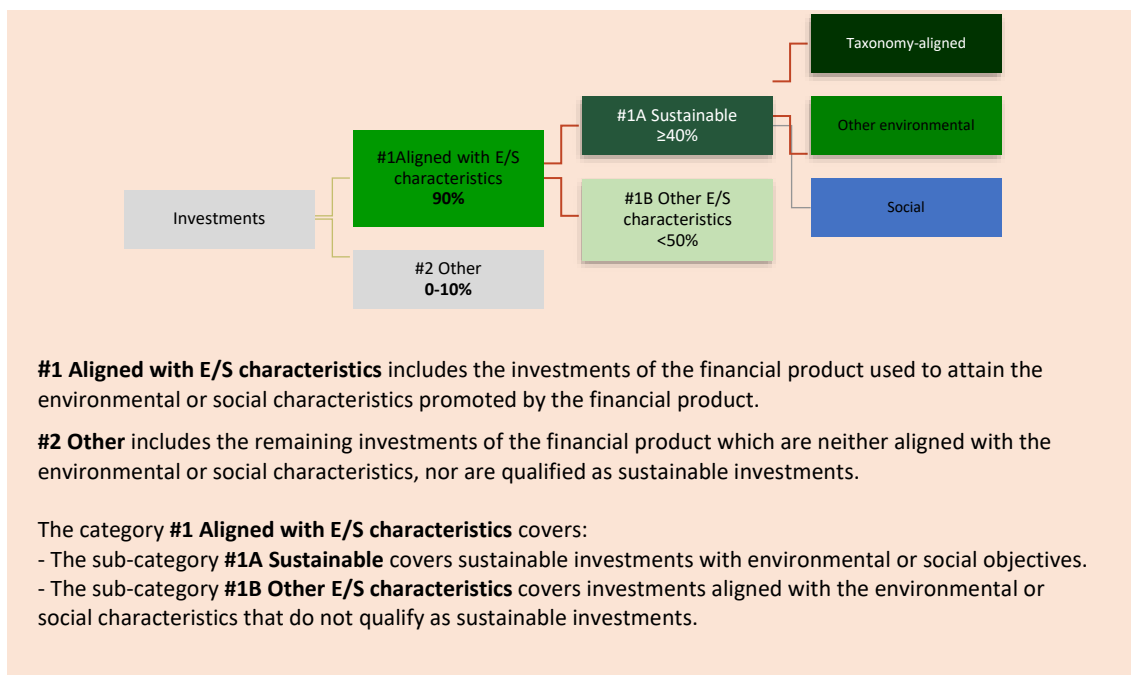 Taxonomy-aligned
#1A Sustainable
≥40%
Other environmental
#1Aligned with E/S
characteristics
90%
#1B Other E/S
characteristics
<50%
Investments
Social
#2 Other
0-10%
#1 Aligned with E/S characteristics includes the investments of the financial product used to attain the
environmental or social characteristics promoted by the financial product.
#2 Other includes the remaining investments of the financial product which are neither aligned with the
environmental or social characteristics, nor are qualified as sustainable investments.
The category #1 Aligned with E/S characteristics covers:
- The sub-category #1A Sustainable covers sustainable investments with environmental or social objectives.
- The sub-category #1B Other E/S characteristics covers investments aligned with the environmental or
social characteristics that do not qualify as sustainable investments.